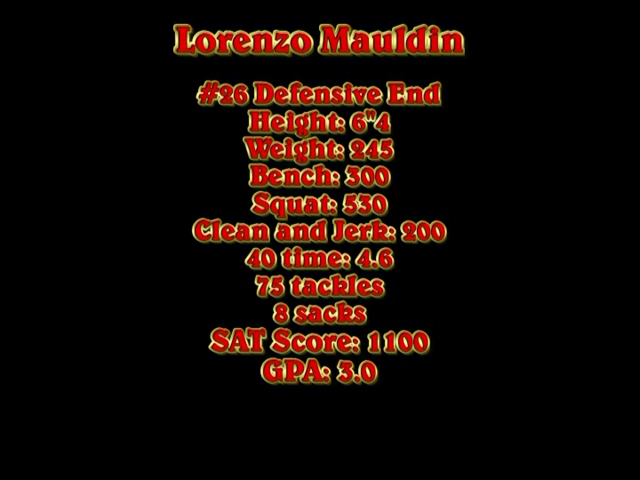 Lorenzo Mauldin
#26 Defensive End
Height: 6"4
Weight: 245
Bench: 300
Squat: 530
Clean and Jerk: 200
40 time: 4.6
75 tackles
8 sacks
SAT Score: 1100
GPA: 3.0